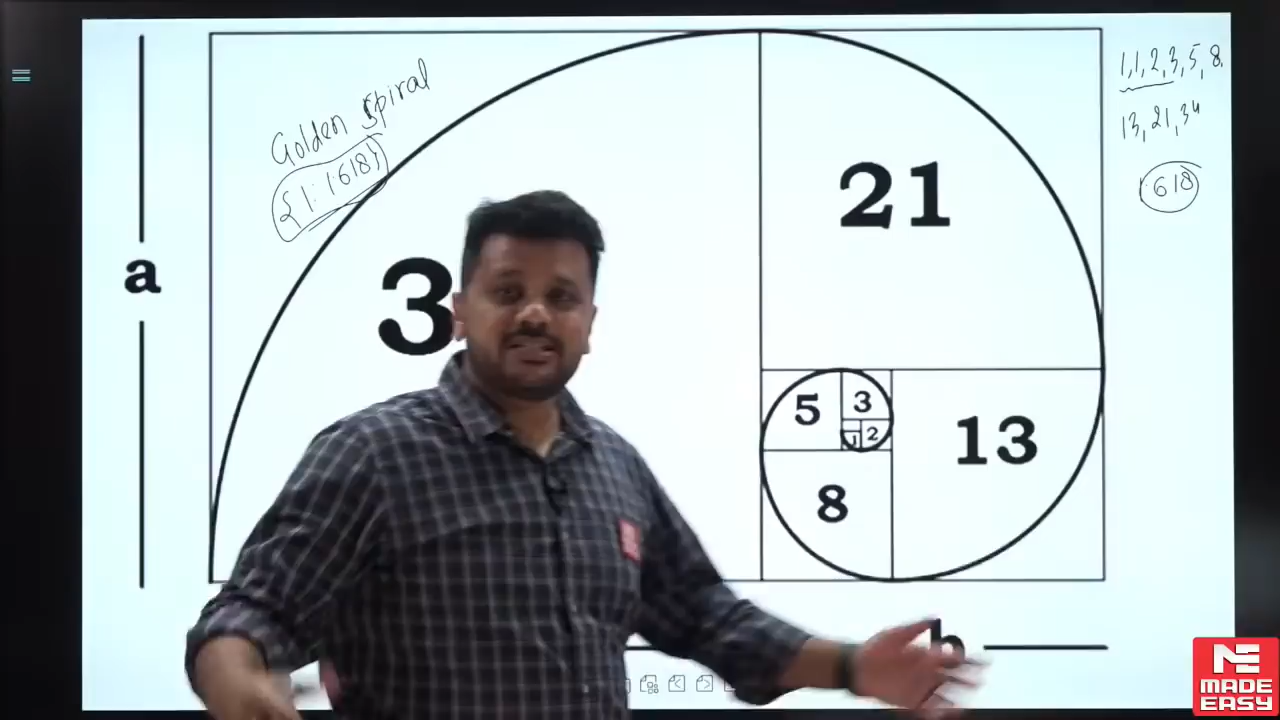 1,1,2,3,5,8.
13,21,34
618
Golden Spiral
{1:1.618}
a
3
21
5
3
1
2
13
8
b
MADE
EASY